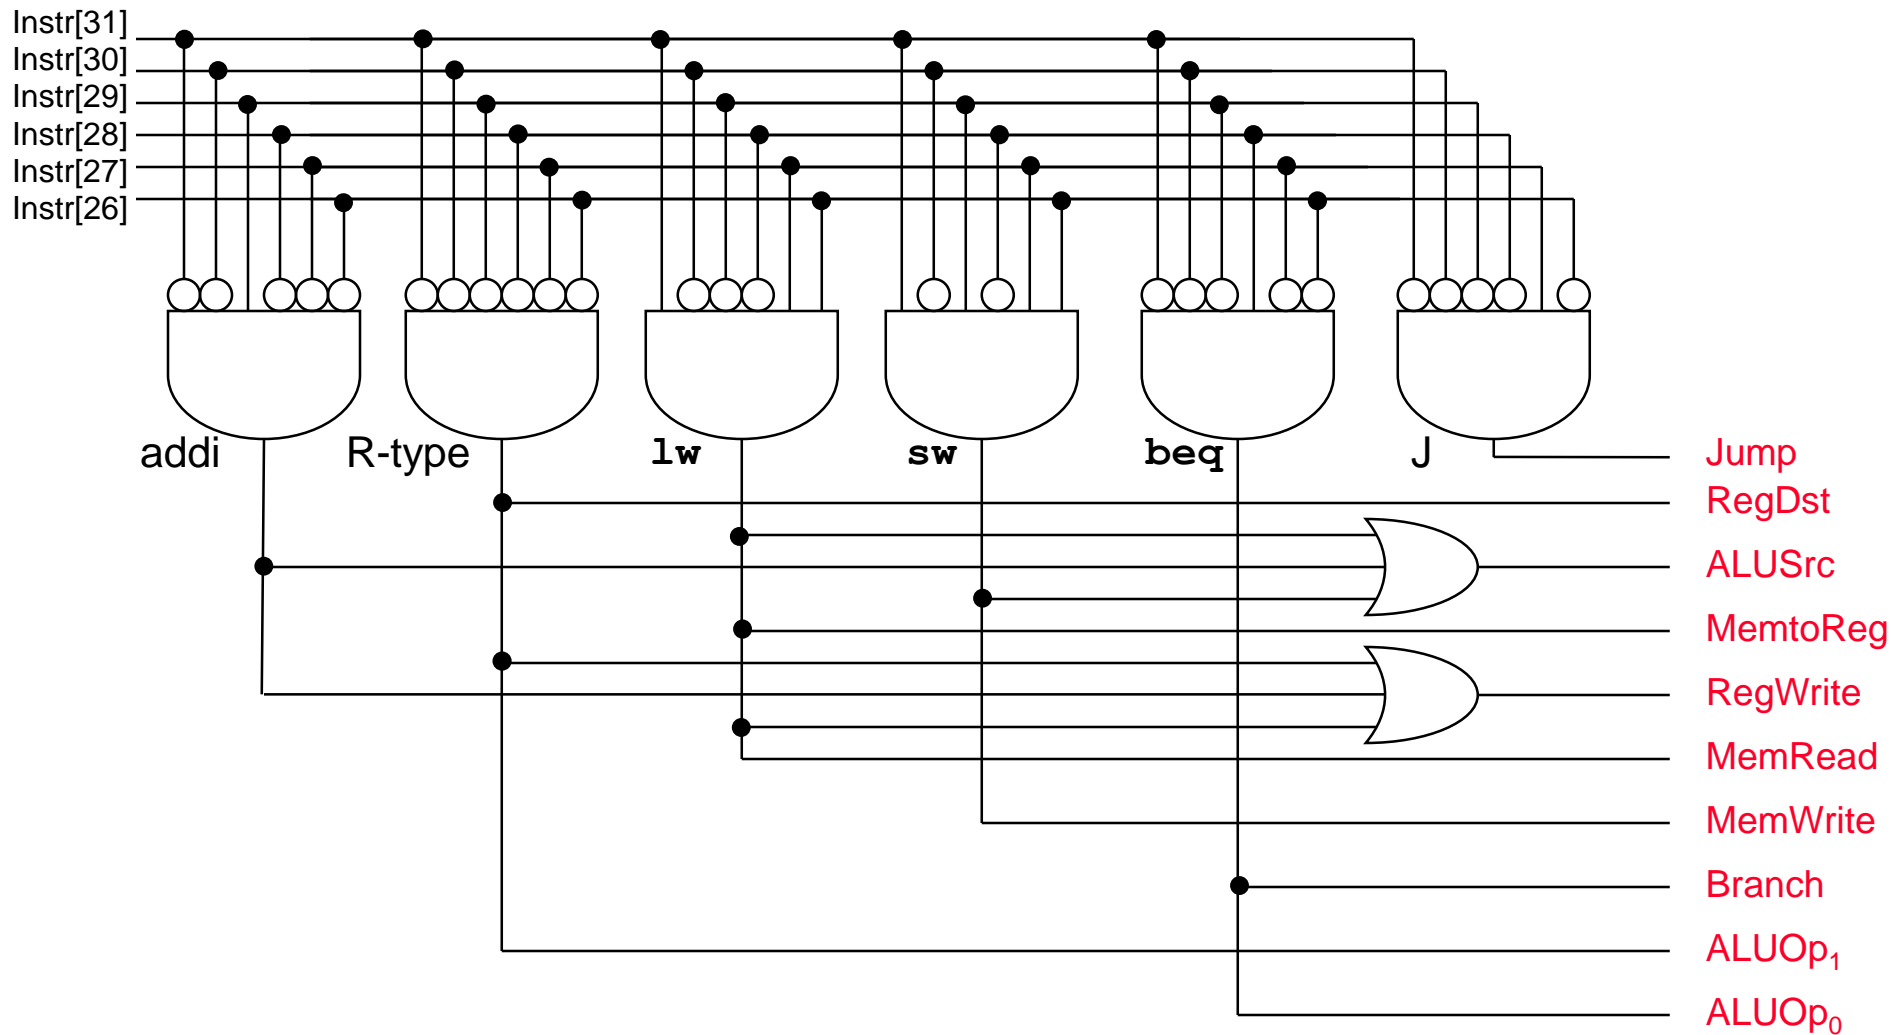 Instr[31]
Instr[30]
Instr[29]
Instr[28]
Instr[27]
Instr[26]
addi
R-type
lw
sw
beq
J
Jump
RegDst
ALUSrc
MemtoReg
RegWrite
MemRead
MemWrite
Branch
ALUOp1
ALUOp0